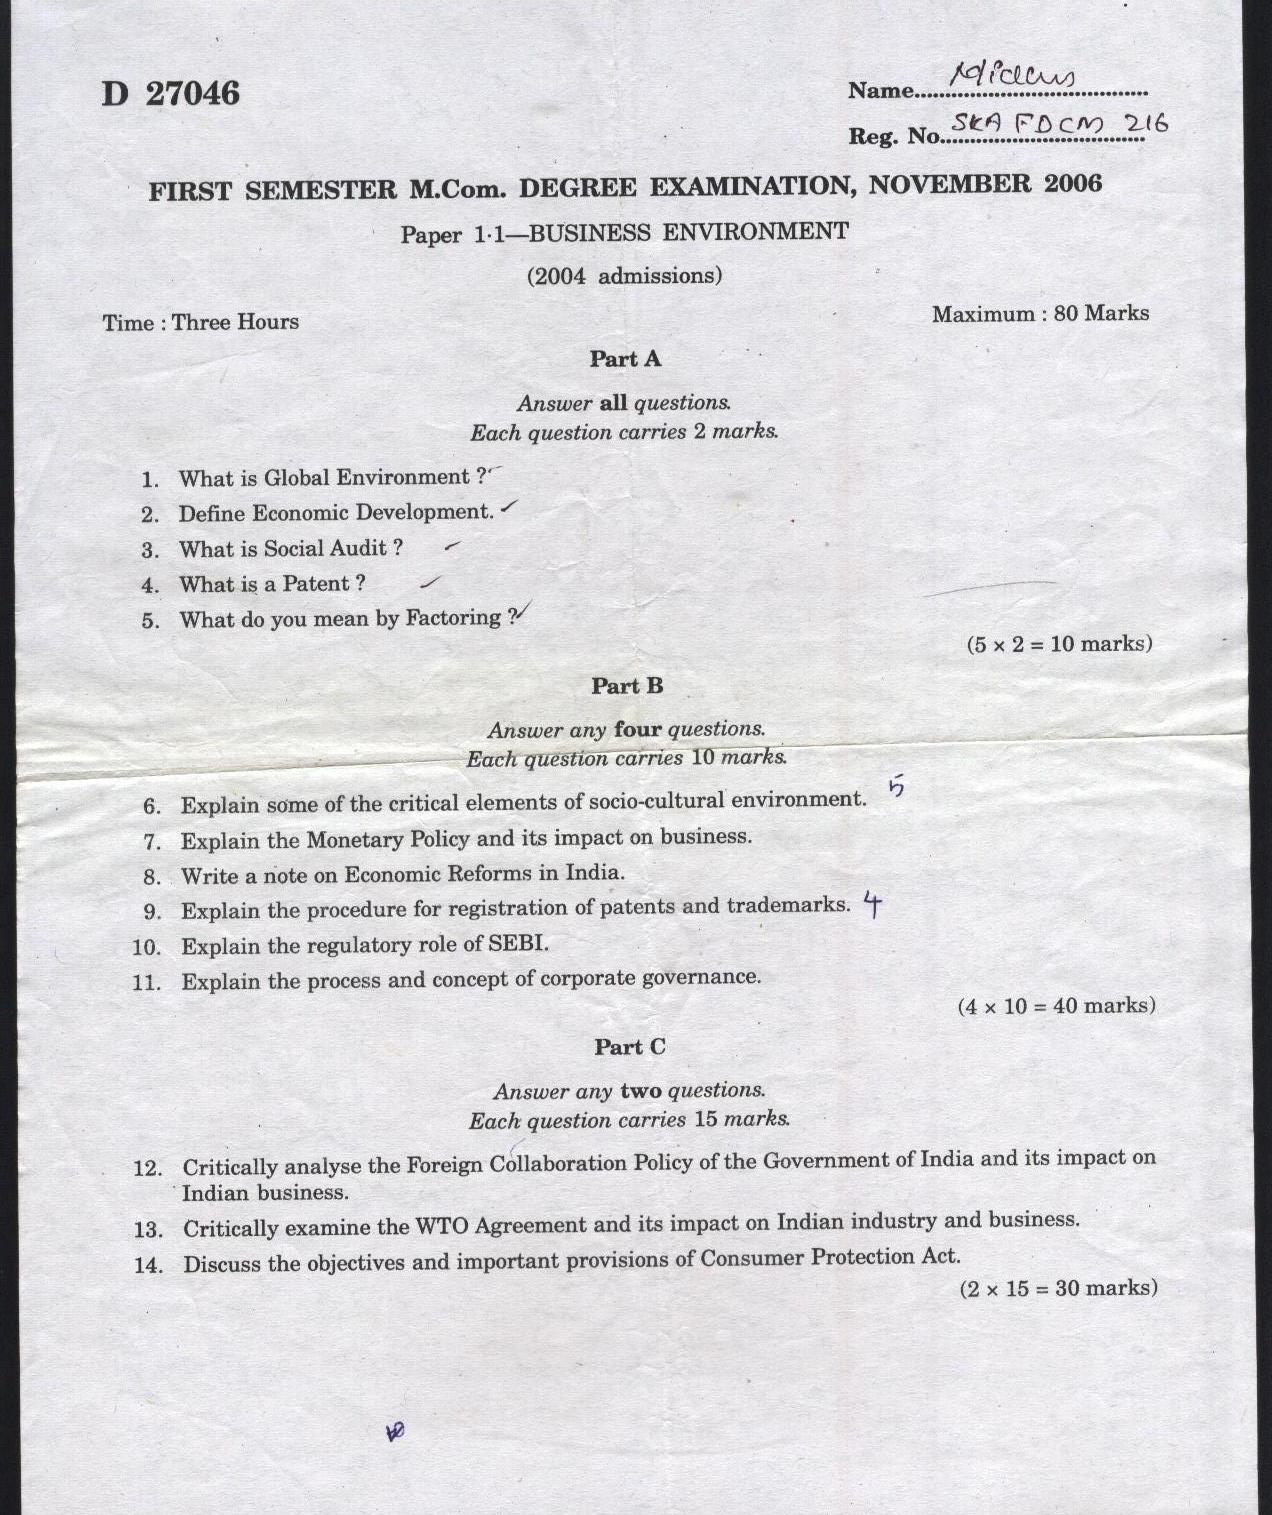 D 27046
Name..........................................
Reg. No. SKA FDCM 216
FIRST SEMESTER M.Com. DEGREE EXAMINATION, NOVEMBER 2006
Paper 1·1—BUSINESS ENVIRONMENT
(2004 admissions)
Time : Three Hours
Maximum : 80 Marks
Part A
Answer all questions.
Each question carries 2 marks.
1. What is Global Environment ?
2. Define Economic Development.
3. What is Social Audit ?
4. What is a Patent ?
5. What do you mean by Factoring ?
(5 × 2 = 10 marks)
Part B
Answer any four questions.
Each question carries 10 marks.
6. Explain some of the critical elements of socio-cultural environment. 5
7. Explain the Monetary Policy and its impact on business.
8. Write a note on Economic Reforms in India.
9. Explain the procedure for registration of patents and trademarks. 4
10. Explain the regulatory role of SEBI.
11. Explain the process and concept of corporate governance.
(4 × 10 = 40 marks)
Part C
Answer any two questions.
Each question carries 15 marks.
12. Critically analyse the Foreign Collaboration Policy of the Government of India and its impact on
Indian business.
13. Critically examine the WTO Agreement and its impact on Indian industry and business.
14. Discuss the objectives and important provisions of Consumer Protection Act.
(2 × 15 = 30 marks)